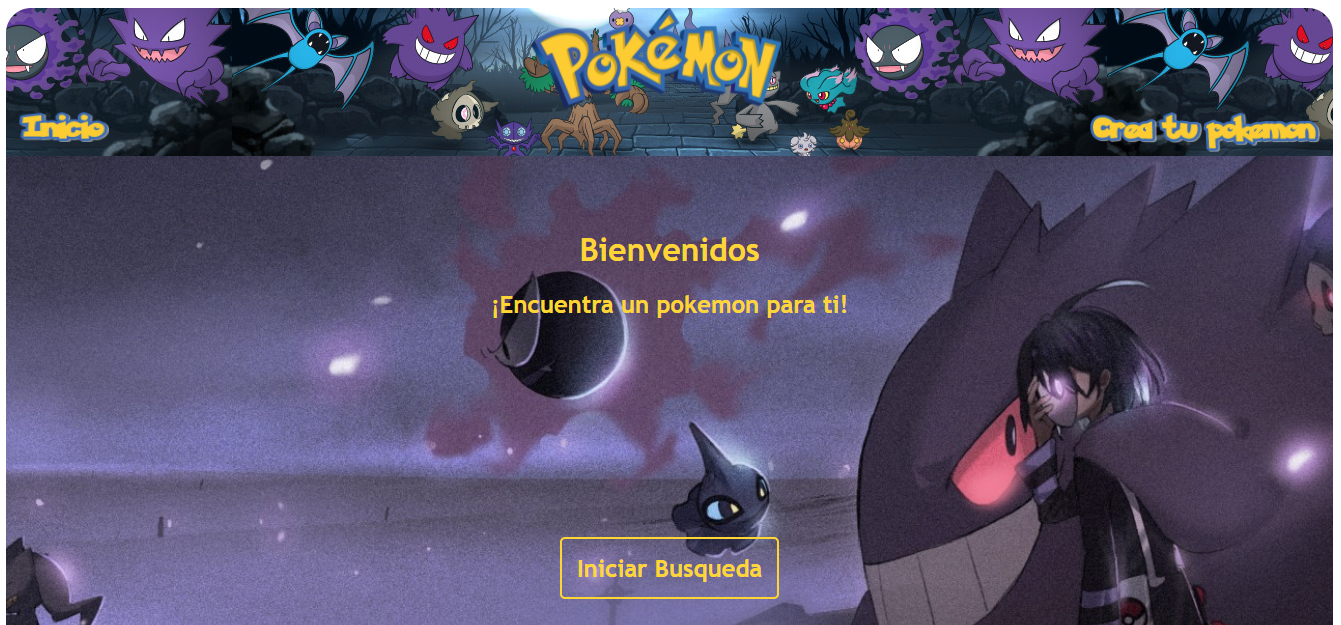 Pokémon
Inicio
Crea tu pokemon
Bienvenidos
¡Encuentra un pokemon para ti!
Iniciar Busqueda